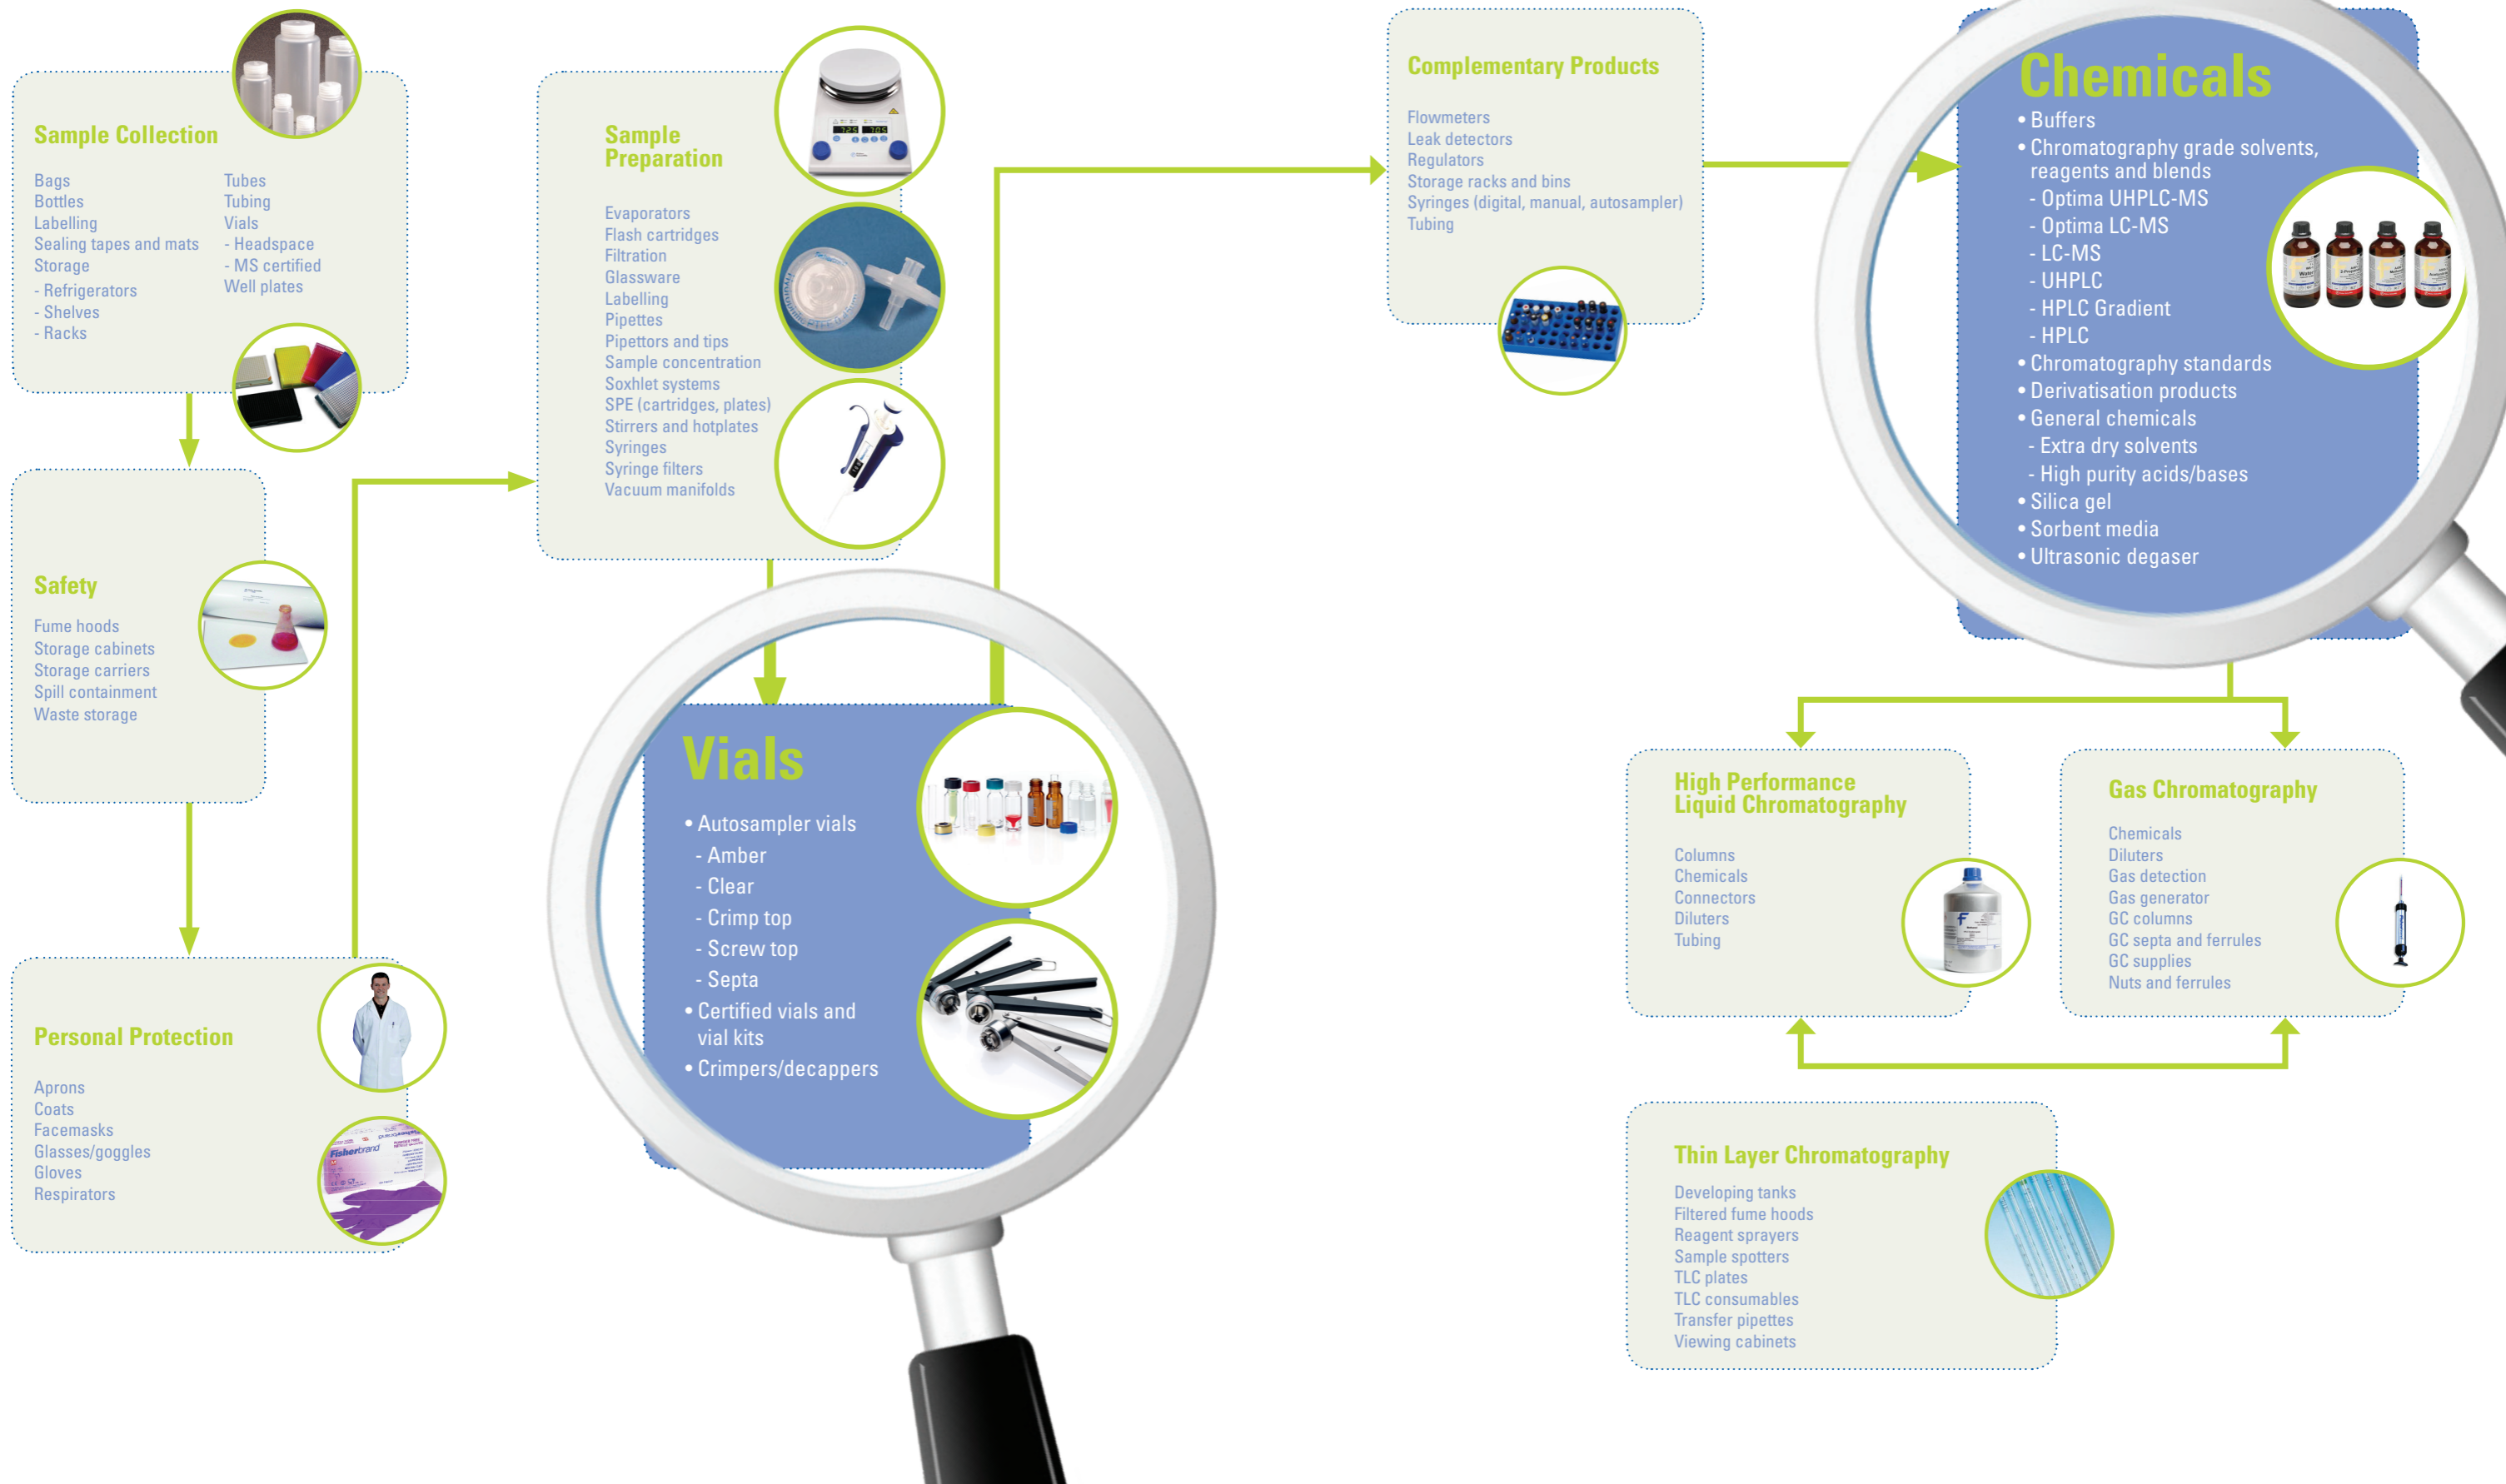 Sample Collection
Bags
Bottles
Labelling
Sealing tapes and mats
Storage
- Refrigerators
- Shelves
- Racks
Tubes
Tubing
Vials
- Headspace
- MS certified
Well plates
Safety
Fume hoods
Storage cabinets
Storage carriers
Spill containment
Waste storage
Personal Protection
Aprons
Coats
Facemasks
Glasses/goggles
Gloves
Respirators
Fisherbrand
Sample
Preparation
Evaporators
Flash cartridges
Filtration
Glassware
Labelling
Pipettes
Pipettors and tips
Sample concentration
Soxhlet systems
SPE (cartridges, plates)
Stirrers and hotplates
Syringes
Syringe filters
Vacuum manifolds
725 705
Vials
• Autosampler vials
- Amber
- Clear
- Crimp top
- Screw top
- Septa
• Certified vials and
vial kits
• Crimpers/decappers
Complementary Products
Flowmeters
Leak detectors
Regulators
Storage racks and bins
Syringes (digital, manual, autosampler)
Tubing
Chemicals
• Buffers
• Chromatography grade solvents,
reagents and blends
- Optima UHPLC-MS
- Optima LC-MS
- LC-MS
- UHPLC
- HPLC Gradient
- HPLC
• Chromatography standards
• Derivatisation products
• General chemicals
- Extra dry solvents
- High purity acids/bases
• Silica gel
• Sorbent media
• Ultrasonic degaser
High Performance
Liquid Chromatography
Columns
Chemicals
Connectors
Diluters
Tubing
Gas Chromatography
Chemicals
Diluters
Gas detection
Gas generator
GC columns
GC septa and ferrules
GC supplies
Nuts and ferrules
Thin Layer Chromatography
Developing tanks
Filtered fume hoods
Reagent sprayers
Sample spotters
TLC plates
TLC consumables
Transfer pipettes
Viewing cabinets